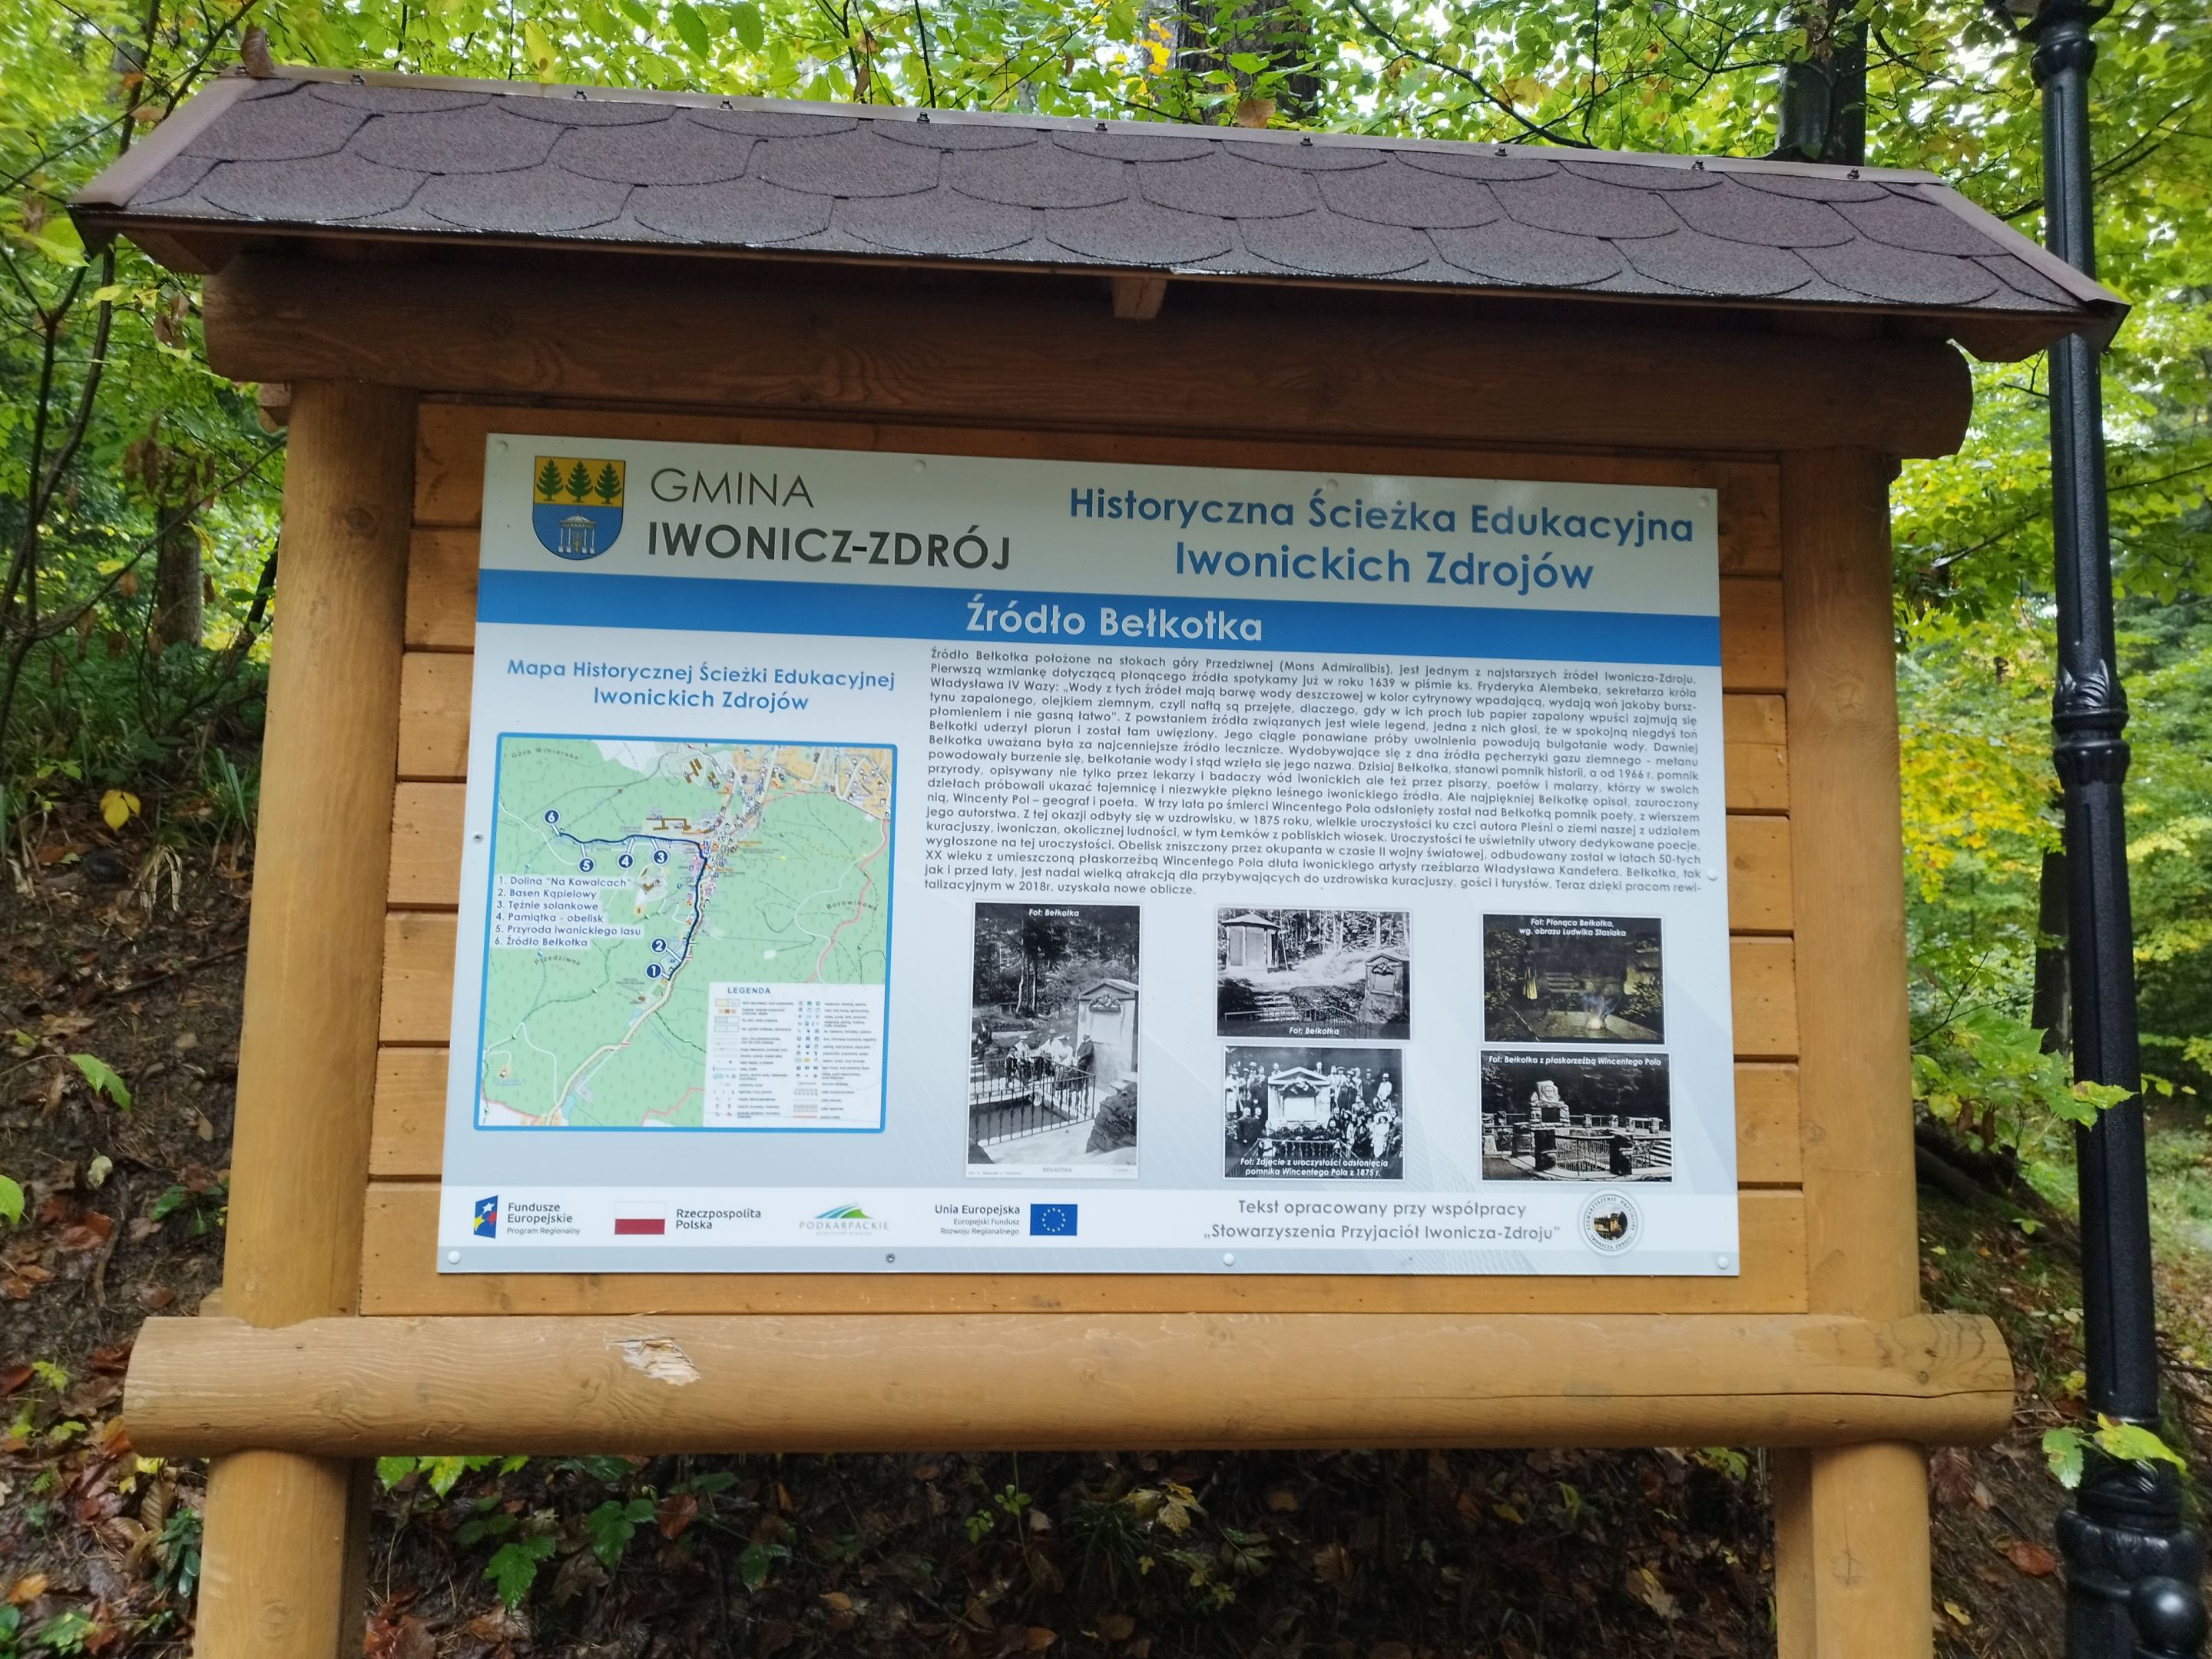 GMINA
IWONICZ-ZDRÓJ
Historyczna Ścieżka Edukacyjna
Iwonickich Zdrojów
Źródło Bełkotka
Mapa Historycznej Ścieżki Edukacyjnej
Iwonickich Zdrojów
Góra Winiarska
6
5
4
3
1. Dolina "Na Kawalcach"
2. Basen Kąpielowy
3. Tężnie solankowe
4. Pamiątka - obelisk
5. Przyroda iwanickiego lasu
6. Źródło Bełkotka
Borowinowa
Przedziwna
2
1
LEGENDA
Źródło Bełkotka położone na stokach góry Przedziwnej (Mons Admiralibis), jest jednym z najstarszych źródeł Iwonicza-Zdroju.
Pierwszą wzmiankę dotyczącą płonącego źródła spotykamy już w roku 1639 w piśmie ks. Fryderyka Alembeka, sekretarza króla
Władysława IV Wazy: „Wody z tych źródeł mają barwę wody deszczowej w kolor cytrynowy wpadającą, wydają woń jakoby bursz-
tynu zapalonego, olejkiem ziemnym, czyli naftą są przejęte, dlaczego, gdy w ich proch lub papier zapalony wpuści zajmują się
płomieniem i nie gasną łatwo”. Z powstaniem źródła związanych jest wiele legend, jedna z nich głosi, że w spokojną niegdyś toń
Bełkotki uderzył piorun i został tam uwięziony. Jego ciągle ponawiane próby uwolnienia powodują bulgotanie wody. Dawniej
Bełkotka uważana była za najcenniejsze źródło lecznicze. Wydobywające się z dna źródła pęcherzyki gazu ziemnego - metanu
powodowały burzenie się, bełkotanie wody i stąd wzięła się jego nazwa. Dzisiaj Bełkotka, stanowi pomnik historii, a od 1966 r. pomnik
przyrody, opisywany nie tylko przez lekarzy i badaczy wód iwonickich ale też przez pisarzy, poetów i malarzy, którzy w swoich
dziełach próbowali ukazać tajemnicę i niezwykłe piękno leśnego iwonickiego źródła. Ale najpiękniej Bełkotkę opisał, zauroczony
nią, Wincenty Pol – geograf i poeta. W trzy lata po śmierci Wincentego Pola odsłonięty został nad Bełkotką pomnik poety, z wierszem
jego autorstwa. Z tej okazji odbyły się w uzdrowisku, w 1875 roku, wielkie uroczystości ku czci autora Pieśni o ziemi naszej z udziałem
kuracjuszy, iwoniczan, okolicznej ludności, w tym Łemków z pobliskich wiosek. Uroczystości te uświetniły utwory dedykowane poecie,
wygłoszone na tej uroczystości. Obelisk zniszczony przez okupanta w czasie II wojny światowej, odbudowany został w latach 50-tych
XX wieku z umieszczoną płaskorzeźbą Wincentego Pola dłuta iwonickiego artysty rzeźbiarza Władysława Kandefera. Bełkotka, tak
jak i przed laty, jest nadal wielką atrakcją dla przybywających do uzdrowiska kuracjuszy, gości i turystów. Teraz dzięki pracom rewi-
talizacyjnym w 2018r. uzyskała nowe oblicze.
Fot: Bełkotka
BEŁKOTKA
Fot: Bełkotka
Fot: Płonąca Bełkotka,
wg. obrazu Ludwika Stasiaka
Fot: Zdjęcie z uroczystości odsłonięcia
pomnika Wincentego Pola z 1875 r.
Fot: Bełkotka z płaskorzeźbą Wincentego Pola
Fundusze
Europejskie
Program Regionalny
Rzeczpospolita
Polska
PODKARPACKIE
Unia Europejska
Europejski Fundusz
Rozwoju Regionalnego
Tekst opracowany przy współpracy
„Stowarzyszenia Przyjaciół Iwonicza-Zdroju”